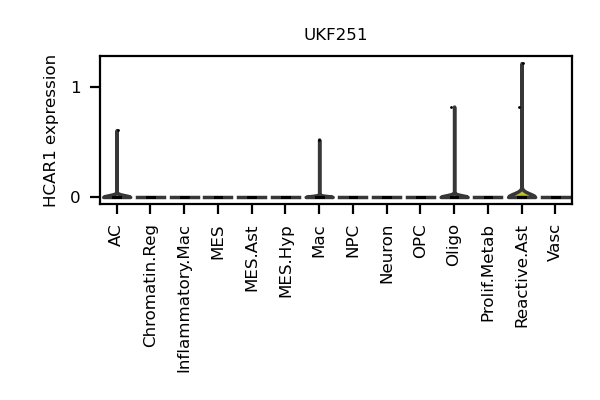 UKF251
HCAR1 expression
1
0
AC
Chromatin.Reg
Inflammatory.Mac
MES
MES.Ast
MES.Hyp
Mac
NPC
Neuron
OPC
Oligo
Prolif.Metab
Reactive.Ast
Vasc